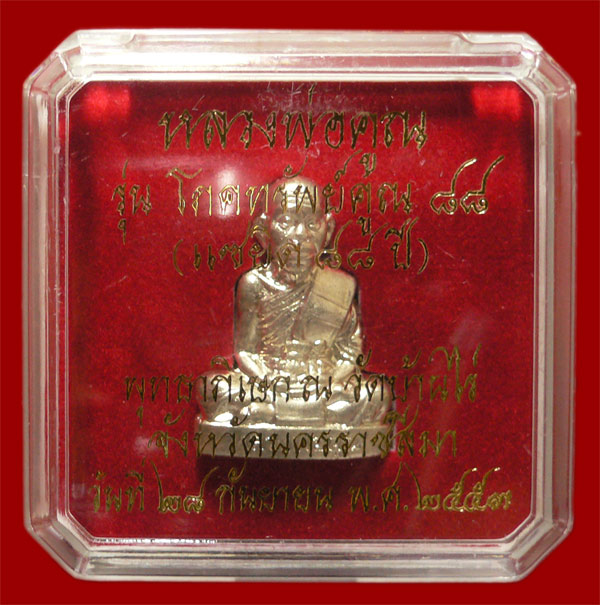 หลวงพ่อคูณ
รุ่น โภคทรัพย์คูณ ๘๘
(แซยิด ๘๘ ปี)
พุทธาภิเษก ณ วัดบ้านไร่
จังหวัดนครราชสีมา
วันที่ ๒๘ กันยายน พ.ศ. ๒๕๕๓